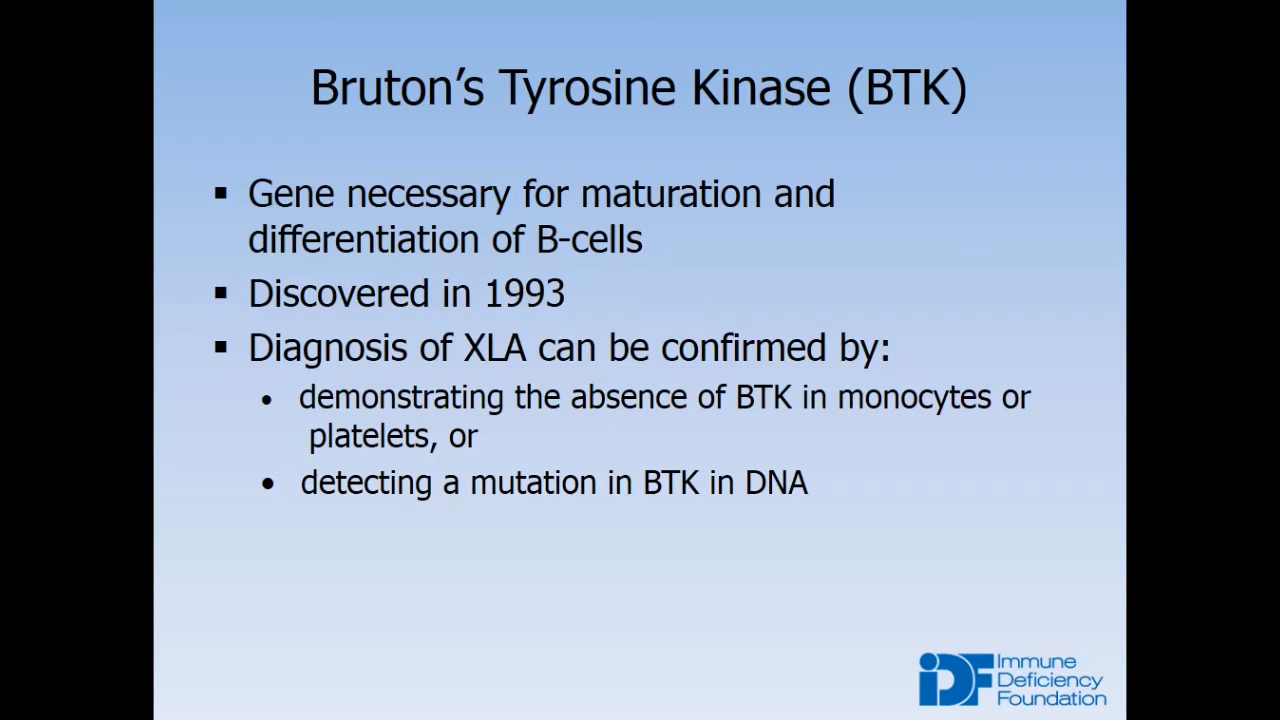 Bruton’s Tyrosine Kinase (BTK)
▪ Gene necessary for maturation and
differentiation of B-cells
▪ Discovered in 1993
▪ Diagnosis of XLA can be confirmed by:
• demonstrating the absence of BTK in monocytes or
platelets, or
• detecting a mutation in BTK in DNA
IDF Immune
Deficiency
Foundation